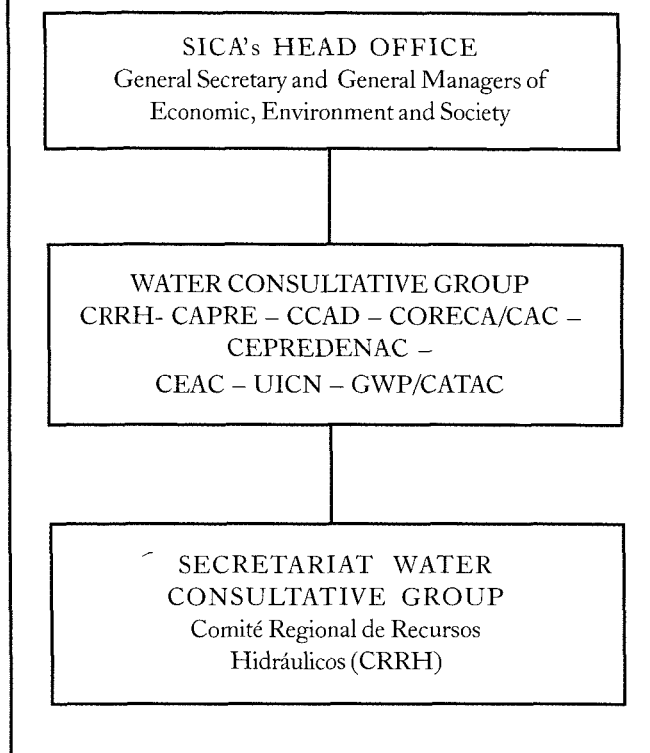 SICA's HEAD OFFICE
General Secretary and General Managers of
Economic, Environment and Society
WATER CONSULTATIVE GROUP
CRRH- CAPRE – CCAD – CORECA/CAC –
CEPREDENAC –
CEAC – UICN – GWP/CATAC
SECRETARIAT WATER
CONSULTATIVE GROUP
Comité Regional de Recursos
Hidráulicos (CRRH)